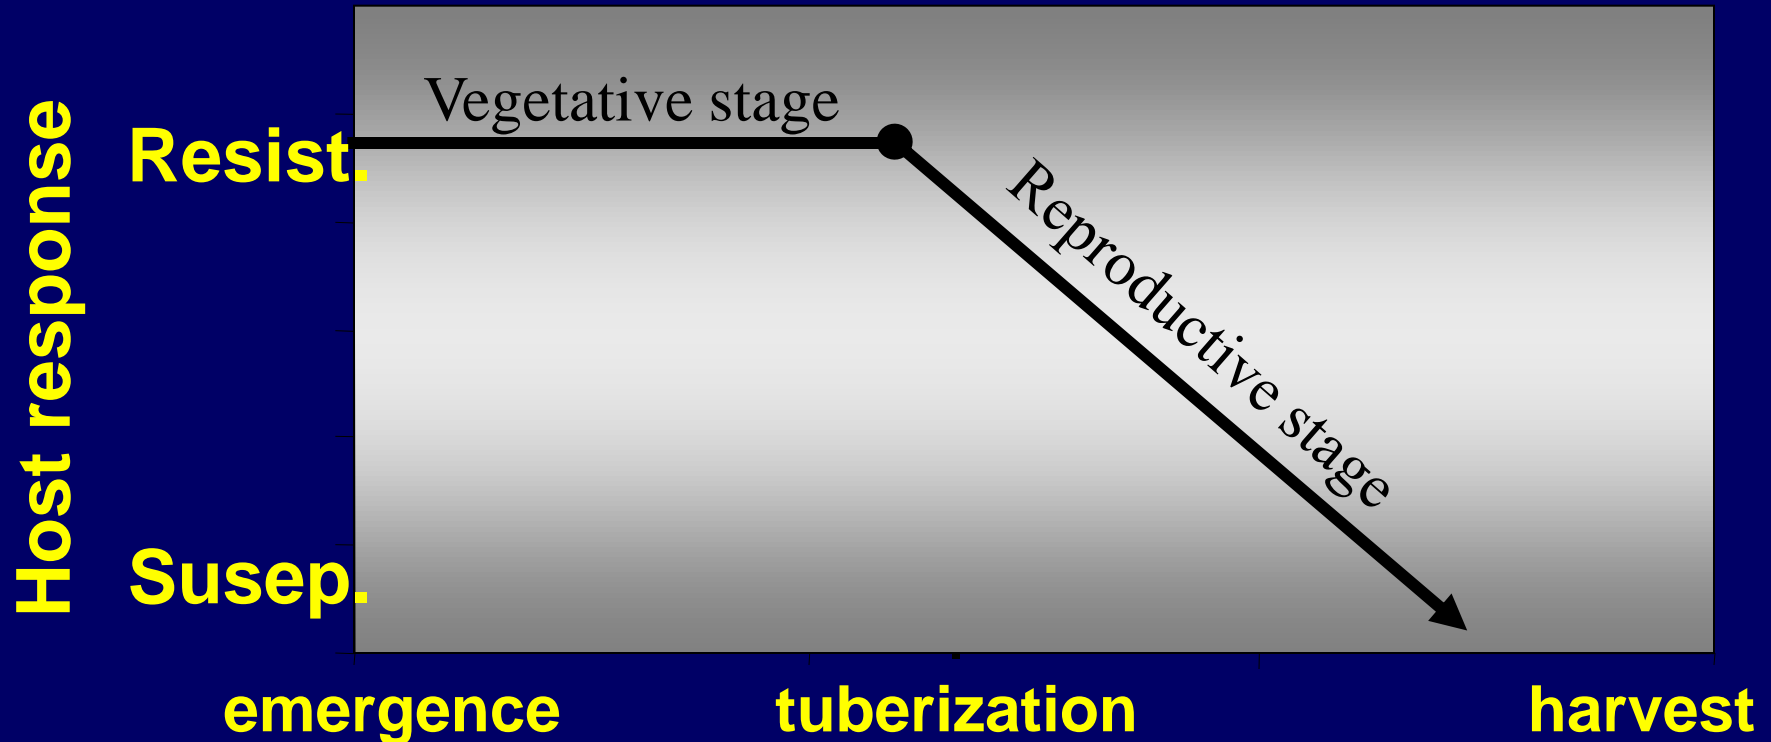 Host response
Resist.
Vegetative stage
Reproductive stage
Susep.
emergence
tuberization
harvest